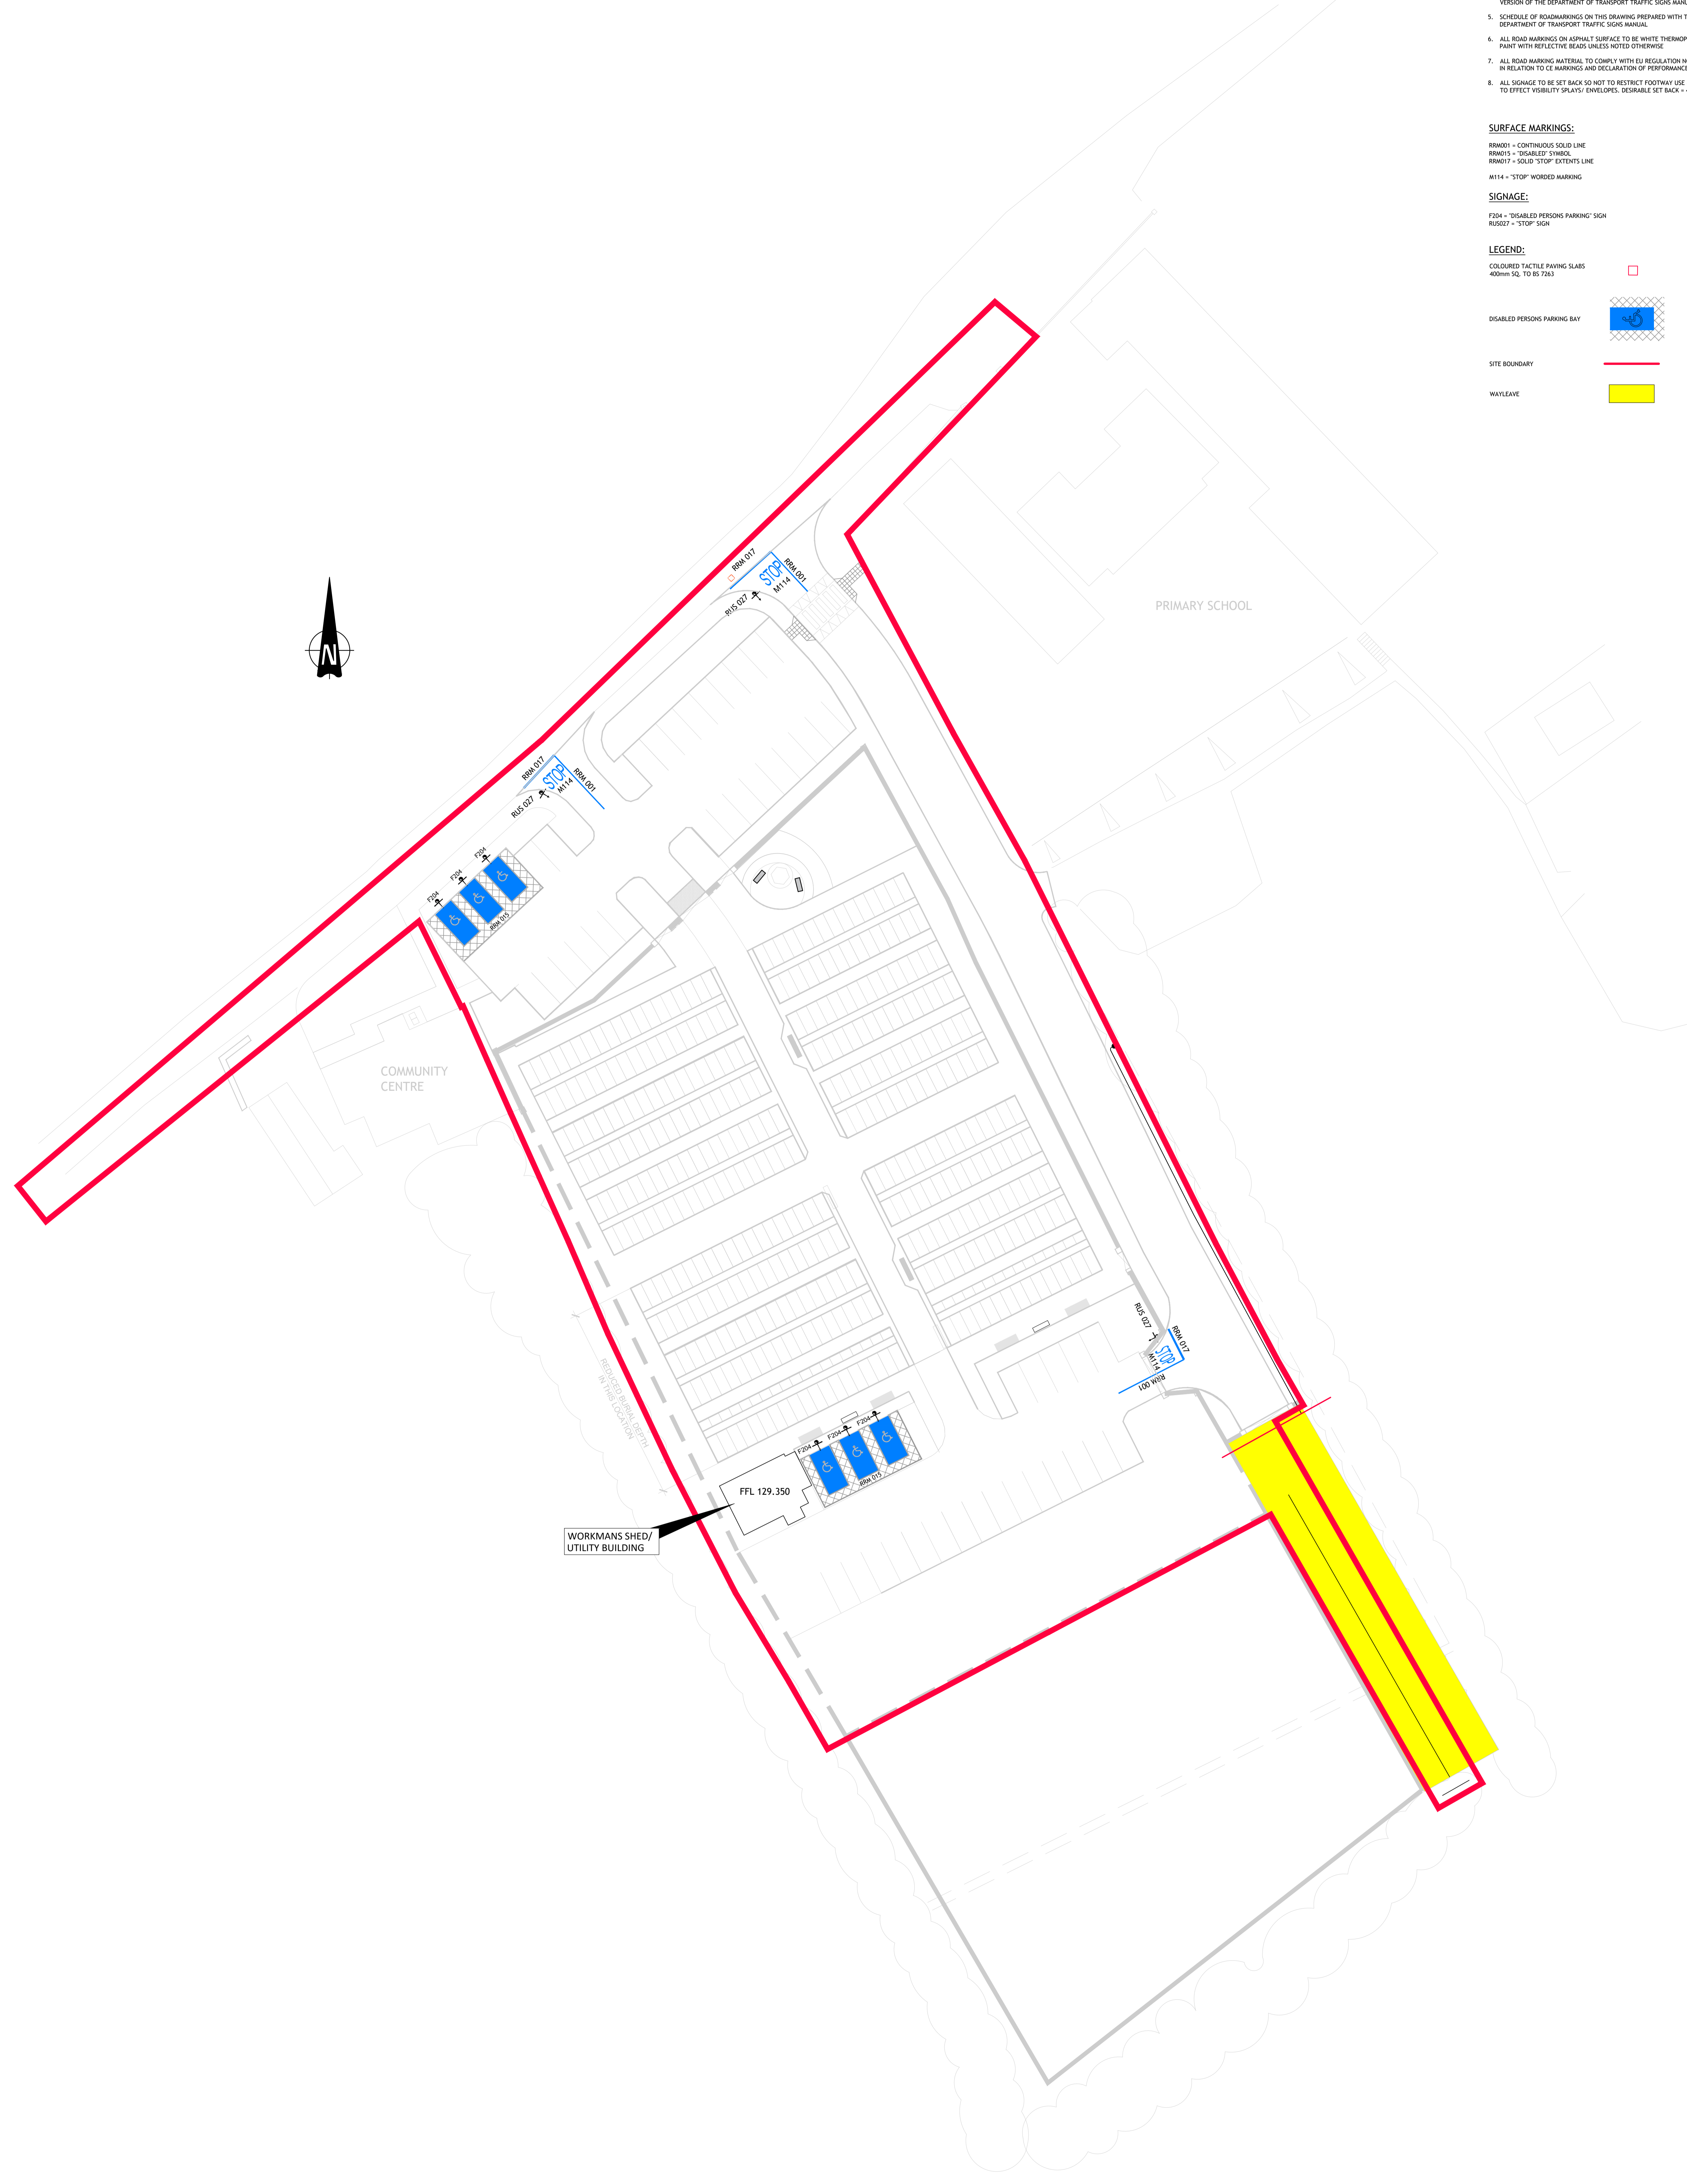 VERSION OF THE DEPARTMENT OF TRANSPORT TRAFFIC SIGNS
5. SCHEDULE OF ROADMARKINGS ON THIS DRAWING PREPARED WITH
DEPARTMENT OF TRANSPORT TRAFFIC SIGNS MANUAL
6. ALL ROAD MARKINGS ON ASPHALT SURFACE TO BE WHITE
PAINT WITH REFLECTIVE BEADS UNLESS NOTED OTHERWISE
7. ALL ROAD MARKING MATERIAL TO COMPLY WITH EU REGULATION
IN RELATION TO CE MARKINGS AND DECLARATION OF PERFORMANCE
8. ALL SIGNAGE TO BE SET BACK SO NOT TO RESTRICT FOOTWAY USE
TO EFFECT VISIBILITY SPLAYS/ ENVELOPES. DESIRABLE SET BACK =
SURFACE MARKINGS:
RRM001 = CONTINUOUS SOLID LINE
RRM015 = "DISABLED" SYMBOL
RRM017 = SOLID "STOP" EXTENTS LINE
M114 = "STOP" WORDED MARKING
SIGNAGE:
F204 = "DISABLED PERSONS PARKING" SIGN
RUS027 = "STOP" SIGN
LEGEND:
COLOURED TACTILE PAVING SLABS
400mm SQ, TO BS 7263
DISABLED PERSONS PARKING BAY
SITE BOUNDARY
WAYLEAVE
RRM 017
RRM 001
STOP
M114
RUS 027
PRIMARY SCHOOL
N
RRM 017
RRM 001
STOP
M114
RUS 027
F204
F204
F204
RRM 015
COMMUNITY
CENTRE
RUS 027
RRM 017
STOP
M114
RRM 001
REDUCED BURIAL DEPTH
IN THIS LOCATION
F204
F204
F204
RRM 015
FFL 129.350
WORKMANS SHED/
UTILITY BUILDING